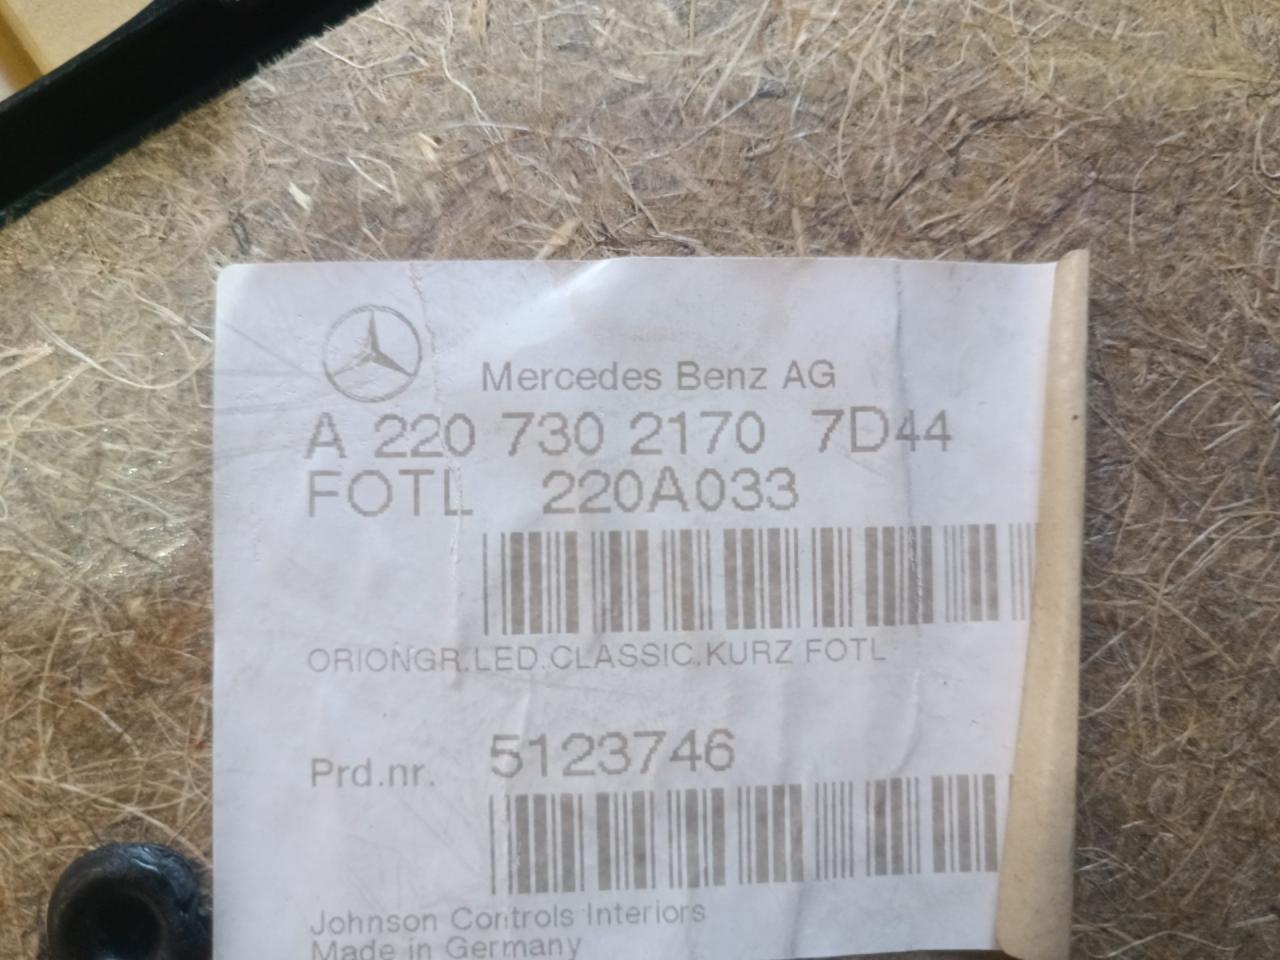 Mercedes Benz AG
A 220 730 2170 7D44
FOTL 220A033
ORIONGR.LED.CLASSIC.KURZ FOTL
Prd.nr. 5123746
Johnson Controls Interiors
Made in Germany